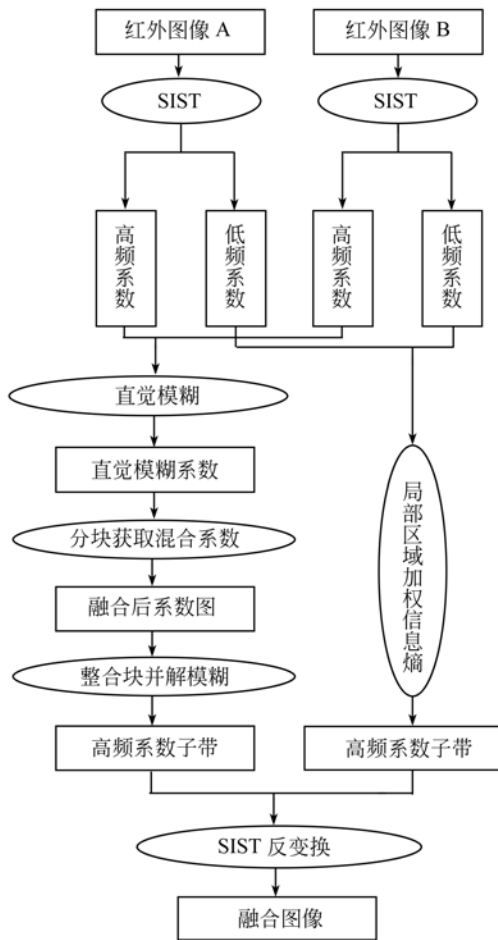 红外图像 A
红外图像 B
SIST
SIST
高频系数
低频系数
高频系数
低频系数
直觉模糊
直觉模糊系数
分块获取混合系数
融合后系数图
整合块并解模糊
高频系数子带
局部区域加权信息熵
高频系数子带
SIST 反变换
融合图像